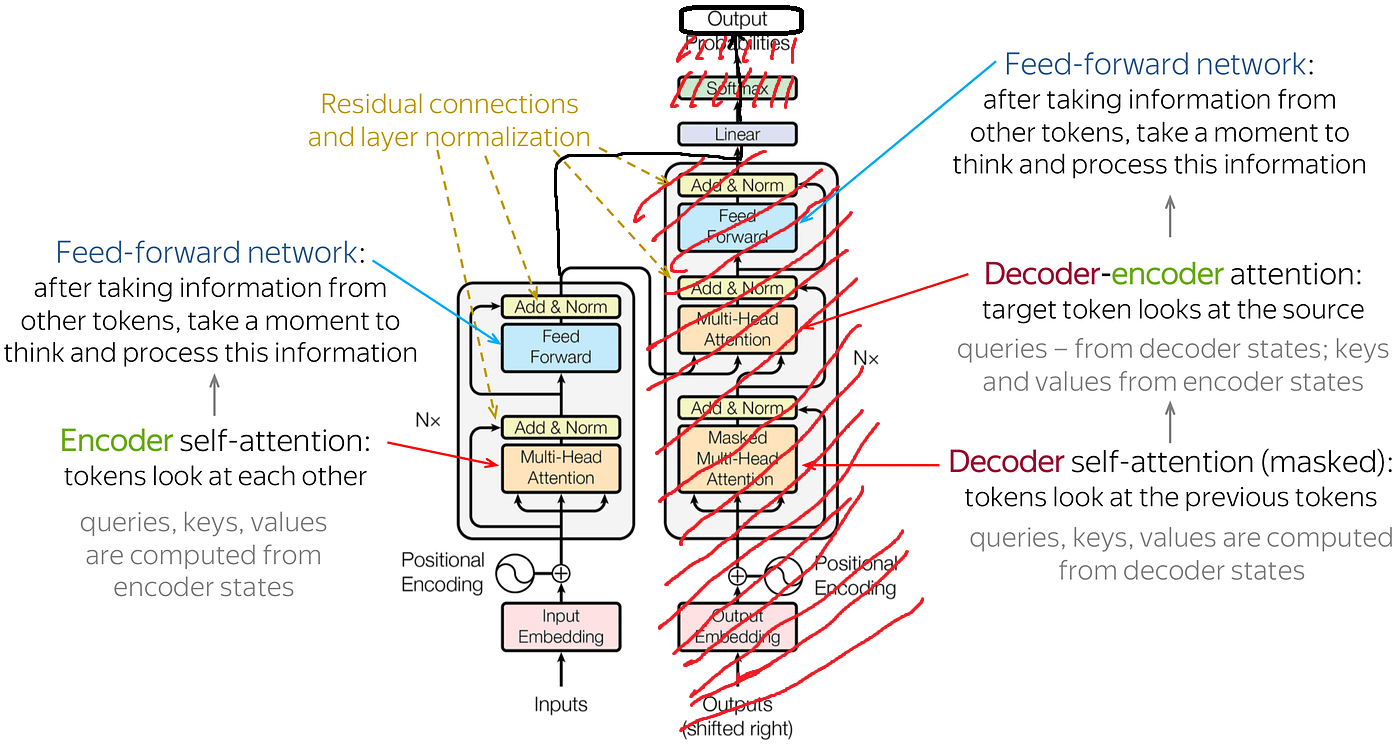 Output
Probabilities
Softmax
Linear
Add & Norm
Feed
Forward
Add & Norm
Multi-Head
Attention
Nx
Add & Norm
Masked
Multi-Head
Attention
Positional
Encoding
Output
Embedding
Outputs
(shifted right)
Residual connections
and layer normalization
Feed-forward network:
after taking information from
other tokens, take a moment to
think and process this information
Encoder self-attention:
tokens look at each other
queries, keys, values
are computed from
encoder states
Add & Norm
Feed
Forward
Nx
Add & Norm
Multi-Head
Attention
Positional
Encoding
Input
Embedding
Inputs
Feed-forward network:
after taking information from
other tokens, take a moment to
think and process this information
Decoder-encoder attention:
target token looks at the source
queries – from decoder states; keys
and values from encoder states
Decoder self-attention (masked):
tokens look at the previous tokens
queries, keys, values are computed
from decoder states